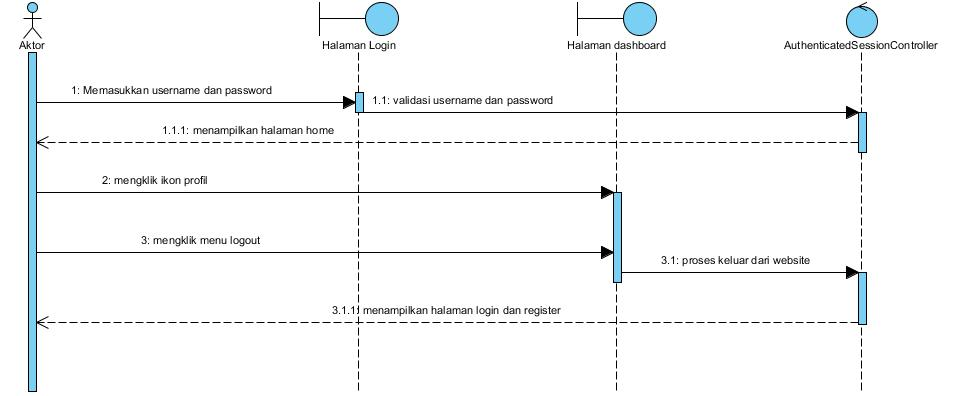 Aktor
Halaman Login
Halaman dashboard
AuthenticatedSessionController
1: Memasukkan username dan password
1.1: validasi username dan password
1.1.1: menampilkan halaman home
2: mengklik ikon profil
3: mengklik menu logout
3.1: proses keluar dari website
3.1.1: menampilkan halaman login dan register